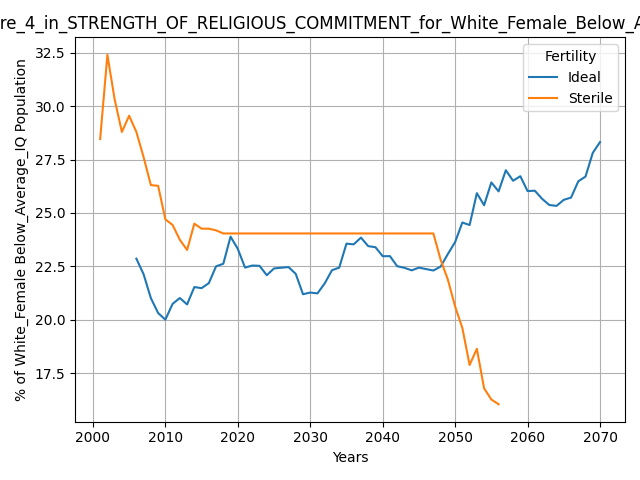 re_4_in_STRENGTH_OF_RELIGIOUS_COMMITMENT_for_White_Female_Below_A
Fertility
Ideal
Sterile
% of White_Female Below_Average_IQ Population
32.5
30.0
27.5
25.0
22.5
20.0
17.5
2000 2010 2020 2030 2040 2050 2060 2070
Years